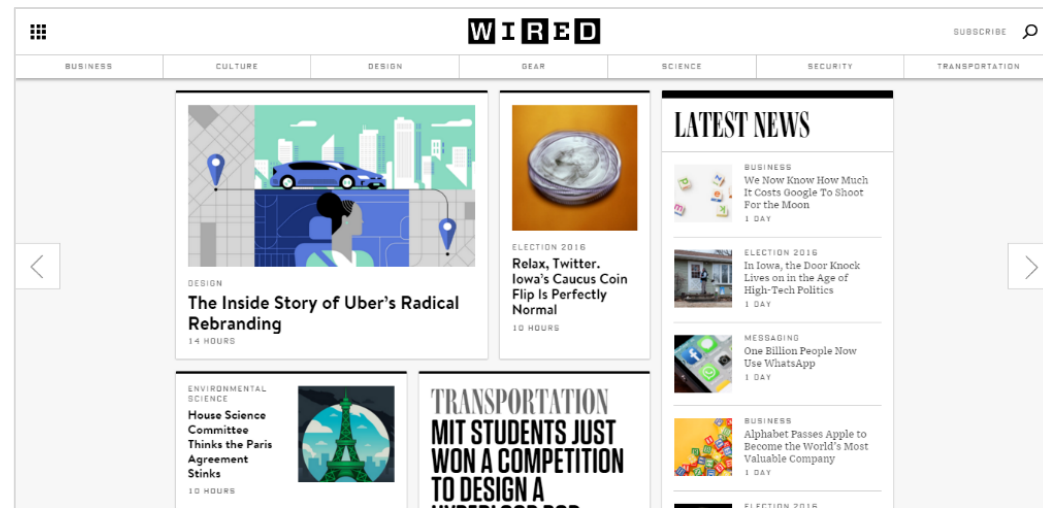 WIRED
SUBSCRIBE
BUSINESS
CULTURE
DESIGN
GEAR
SCIENCE
SECURITY
TRANSPORTATION
DESIGN
The Inside Story of Uber’s Radical
Rebranding
14 HOURS
ELECTION 2016
Relax, Twitter.
Iowa’s Caucus Coin
Flip Is Perfectly
Normal
10 HOURS
ENVIRONMENTAL
SCIENCE
House Science
Committee
Thinks the Paris
Agreement
Stinks
10 HOURS
TRANSPORTATION
MIT STUDENTS JUST
WON A COMPETITION
TO DESIGN A
HYPERLOOP POD
LATEST NEWS
BUSINESS
We Now Know How Much
It Costs Google To Shoot
For the Moon
1 DAY
ELECTION 2016
In Iowa, the Door Knock
Lives on in the Age of
High-Tech Politics
1 DAY
MESSAGING
One Billion People Now
Use WhatsApp
1 DAY
BUSINESS
Alphabet Passes Apple to
Become the World’s Most
Valuable Company
1 DAY
ELECTION 2016